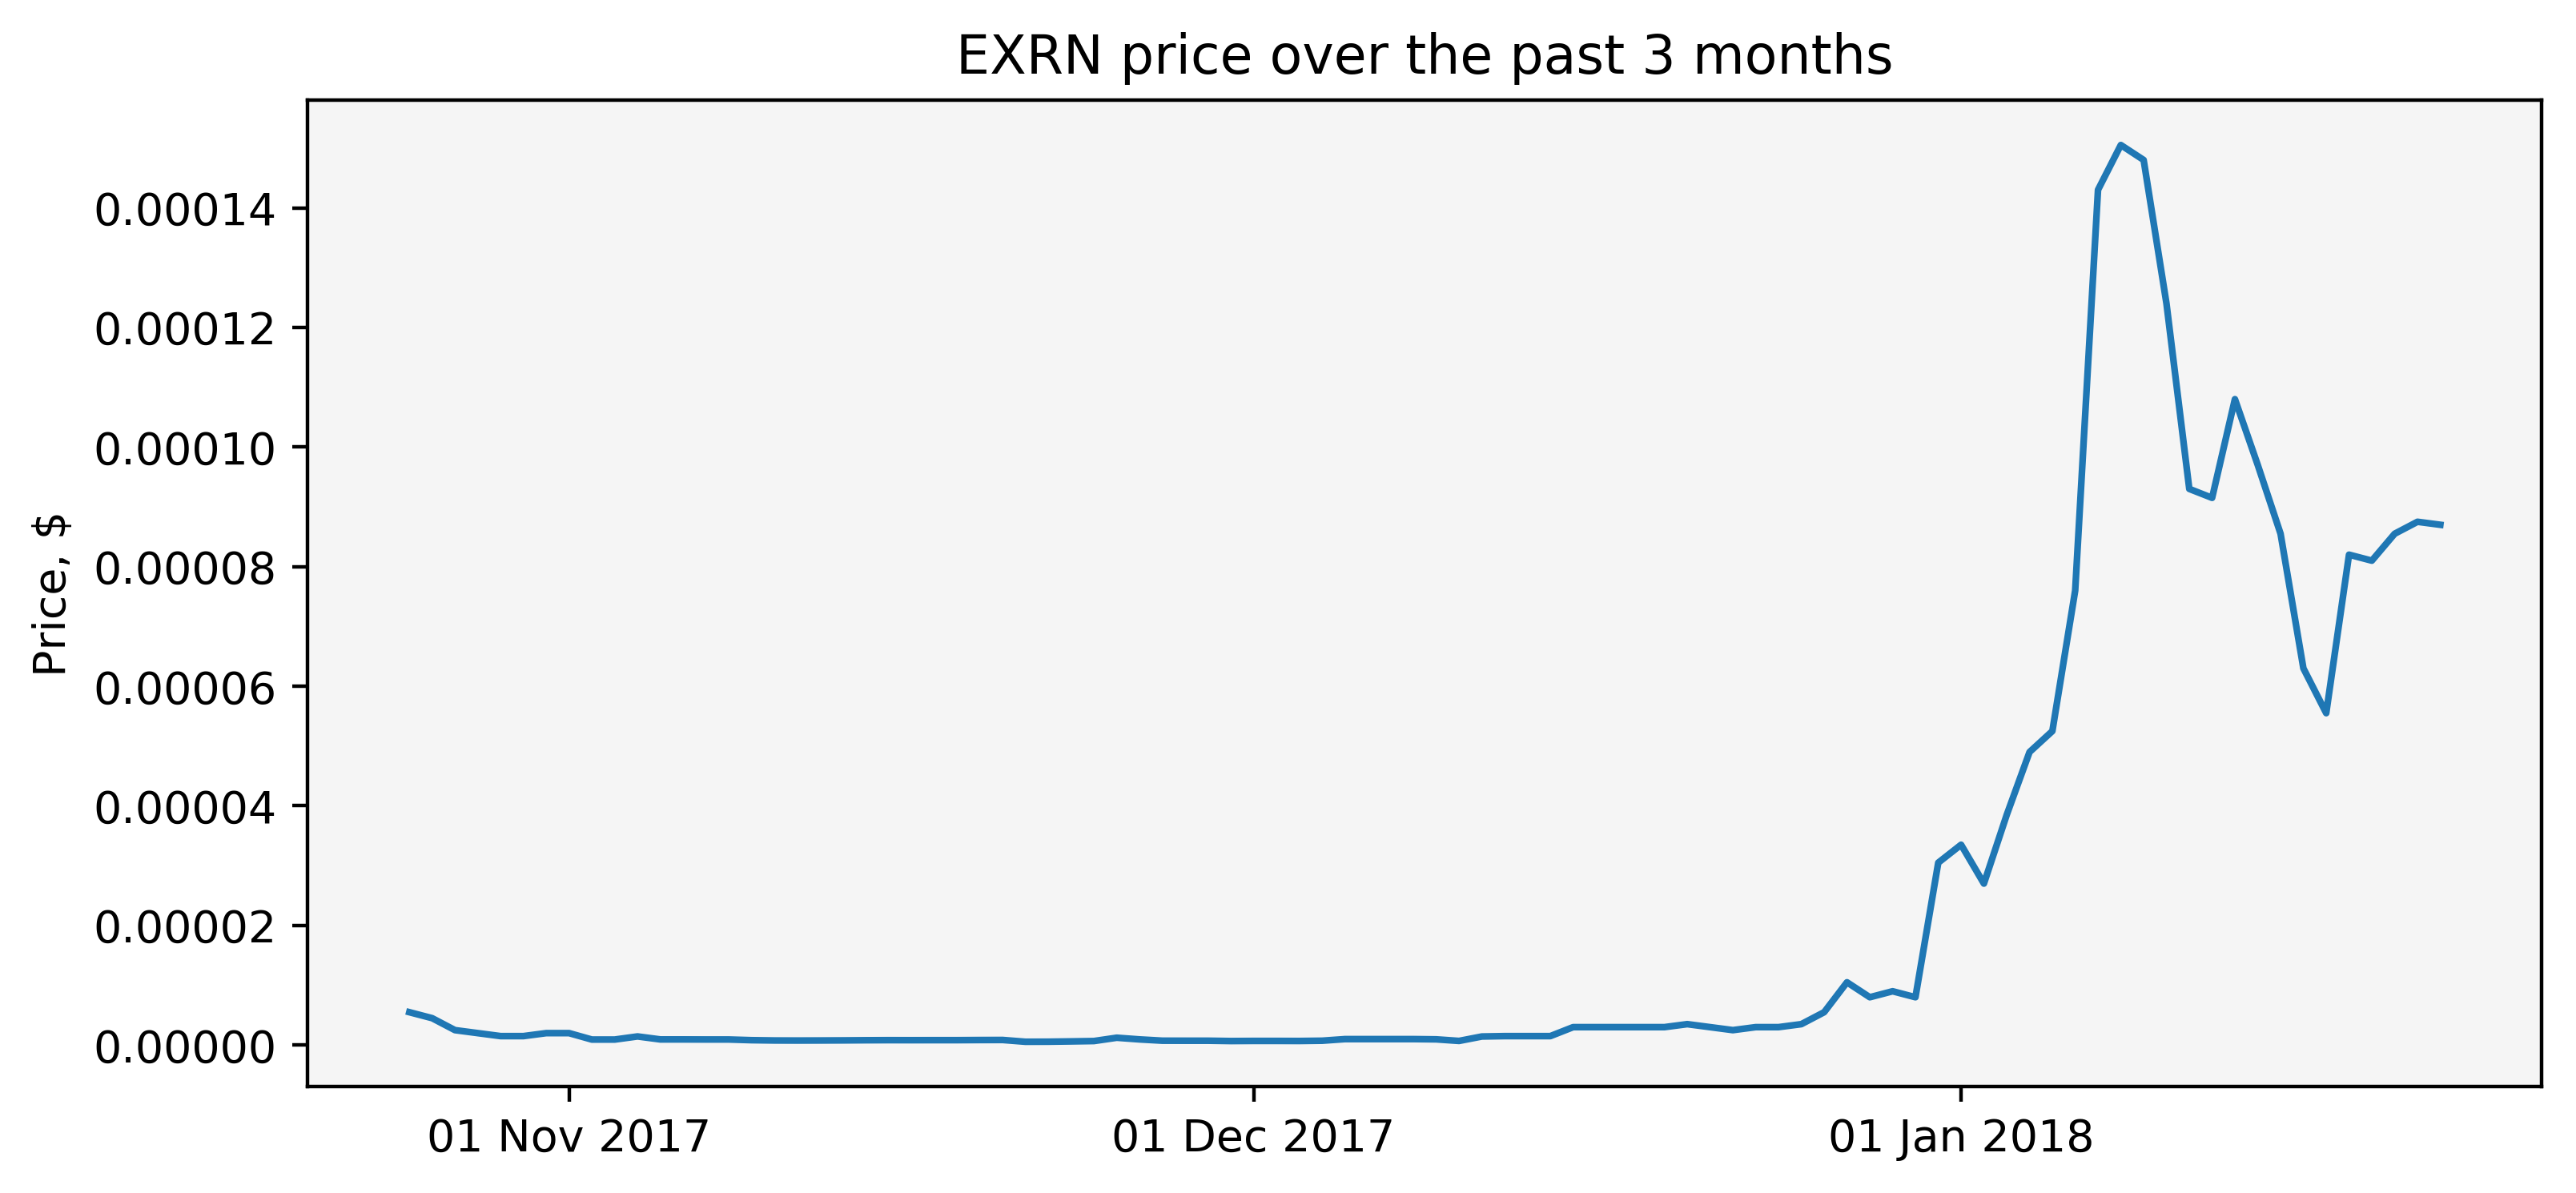 EXRN price over the past 3 months
Price, $
0.00014
0.00012
0.00010
0.00008
0.00006
0.00004
0.00002
0.00000
01 Nov 2017
01 Dec 2017
01 Jan 2018